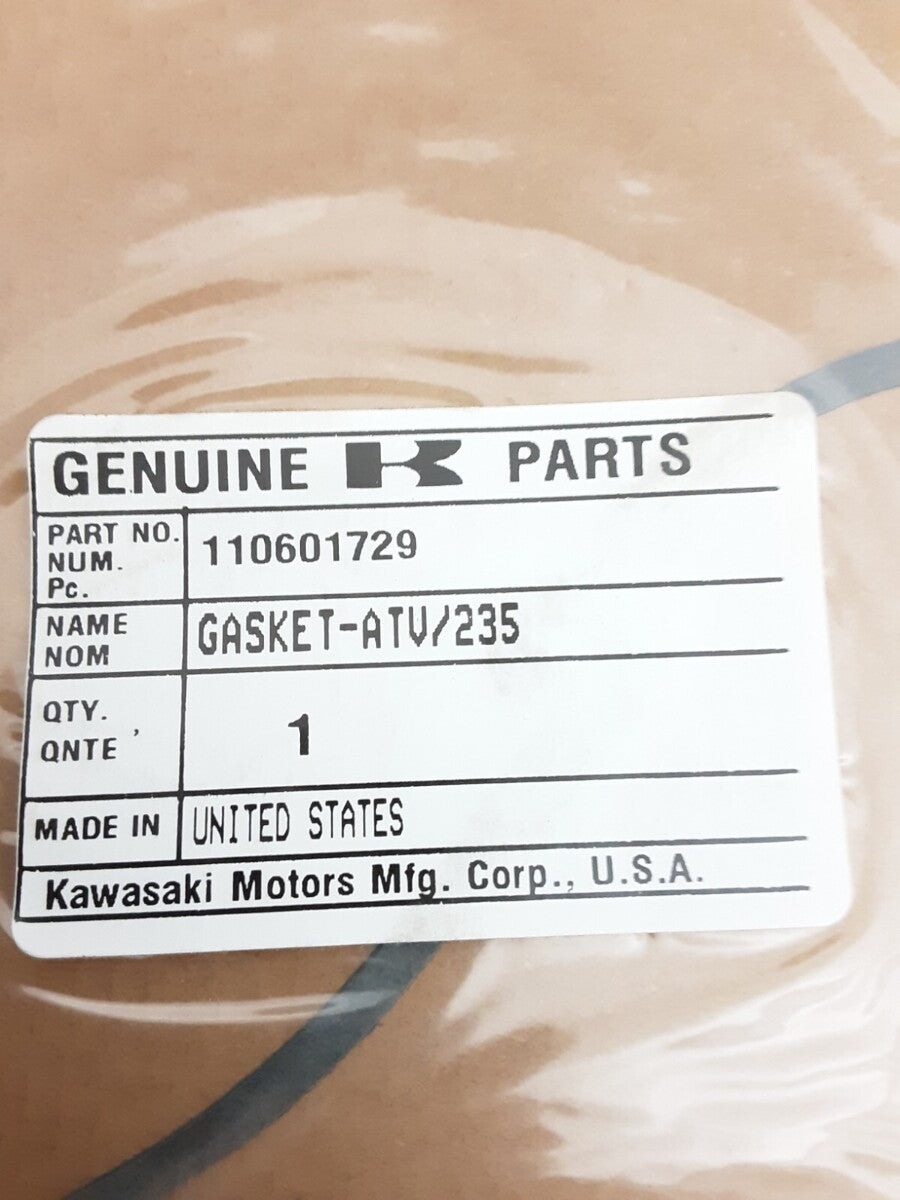 GENUINE K PARTS
PART NO.
NUM.
Pc.
110601729
NAME
NOM
GASKET-ATV/235
QTY.
QNTE '
1
MADE IN
UNITED STATES
Kawasaki Motors Mfg. Corp., U.S.A.